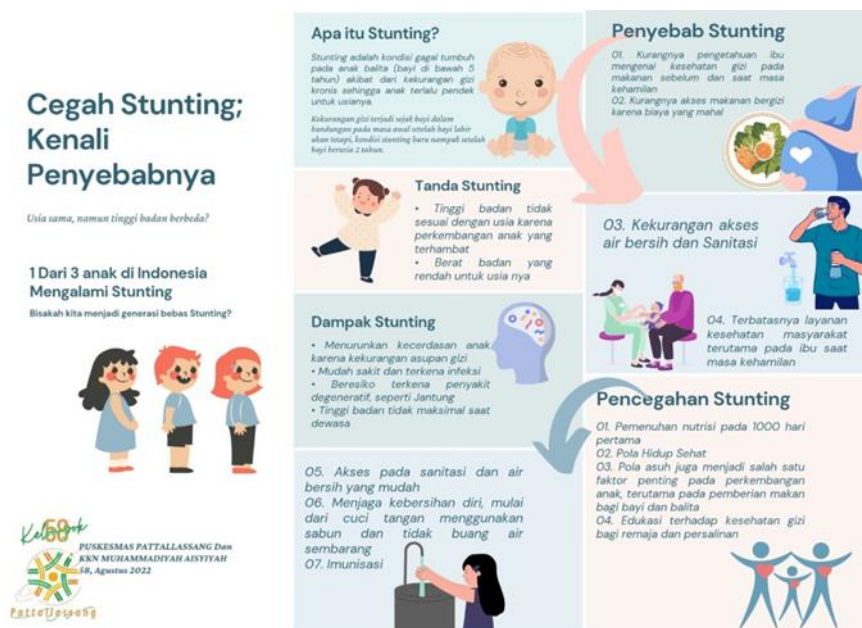 Cegah Stunting;
Kenali
Penyebabnya
Usia sama, namun tinggi badan berbeda?
1 Dari 3 anak di Indonesia
Mengalami Stunting
Bisakah kita menjadi generasi bebas Stunting?
Kelompok
58
PUSKESMAS PATTALLASSANG Dan
KKN MUHAMMADIYAH AISYIYAH
58, Agustus 2022
Pattallassang
Apa itu Stunting?
Stunting adalah kondisi gagal tumbuh
pada anak balita (bayi di bawah 5
tahun) akibat dari kekurangan gizi
kronis sehingga anak terlalu pendek
untuk usianya.
Kekurangan gizi terjadi sejak bayi dalam
kandungan pada masa awal setelah bayi lahir
akan tetapi, kondisi stunting baru nampak setelah
bayi berusia 2 tahun.
Tanda Stunting
• Tinggi badan tidak
sesuai dengan usia karena
perkembangan anak yang
terhambat
• Berat badan yang
rendah untuk usia nya
Dampak Stunting
• Menurunkan kecerdasan anak
karena kekurangan asupan gizi
• Mudah sakit dan terkena infeksi
• Beresiko terkena penyakit
degeneratif, seperti Jantung
• Tinggi badan tidak maksimal saat
dewasa
Penyebab Stunting
01. Kurangnya pengetahuan ibu
mengenai kesehatan gizi pada
makanan sebelum dan saat masa
kehamilan
02. Kurangnya akses makanan bergizi
karena biaya yang mahal
03. Kekurangan akses
air bersih dan Sanitasi
04. Terbatasnya layanan
kesehatan masyarakat
terutama pada ibu saat
masa kehamilan
Pencegahan Stunting
01. Pemenuhan nutrisi pada 1000 hari
pertama
02. Pola Hidup Sehat
03. Pola asuh juga menjadi salah satu
faktor penting pada perkembangan
anak, terutama pada pemberian makan
bagi bayi dan balita
04. Edukasi terhadap kesehatan gizi
bagi remaja dan persalinan
05. Akses pada sanitasi dan air
bersih yang mudah
06. Menjaga kebersihan diri, mulai
dari cuci tangan menggunakan
sabun dan tidak buang air
sembarang
07. Imunisasi